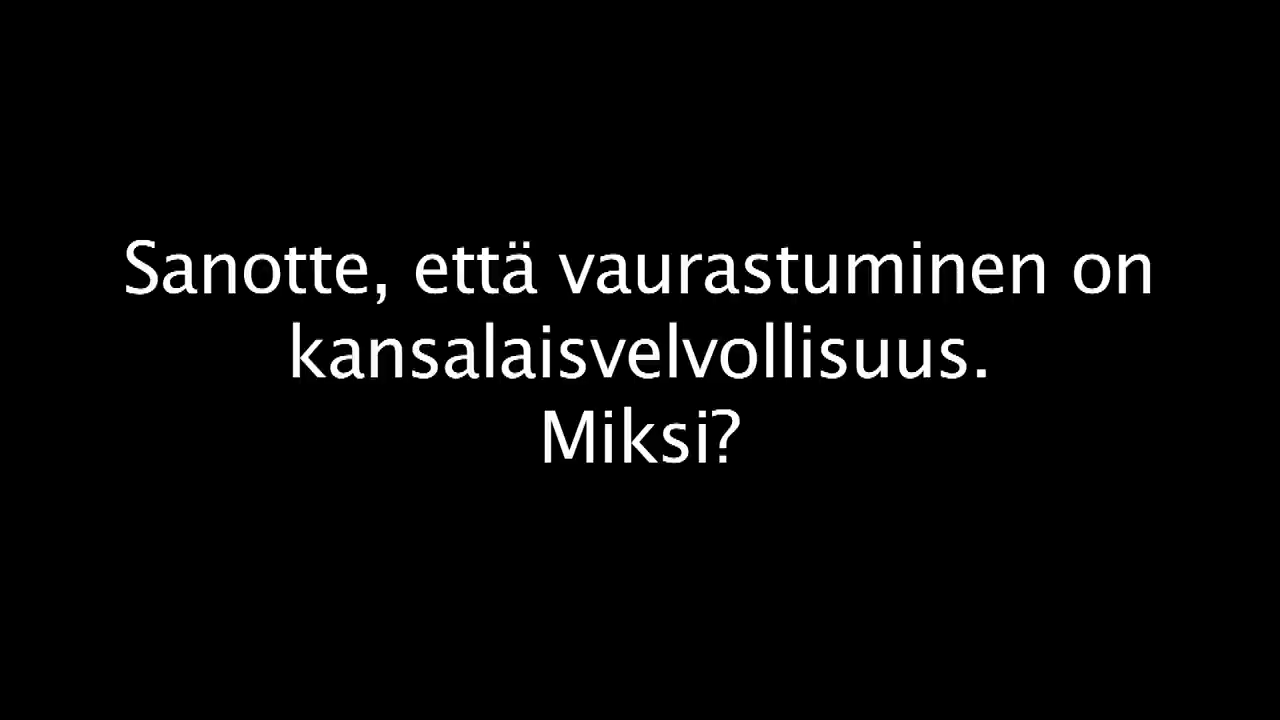 Sanotte, että vaurastuminen on
kansalaisvelvollisuus.
Miksi?